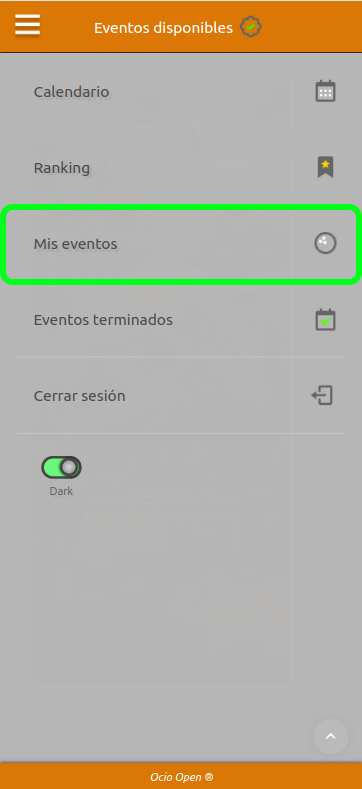 Eventos disponibles
Calendario
Ranking
Mis eventos
Eventos terminados
Cerrar sesión
Dark
Ocio Open ®